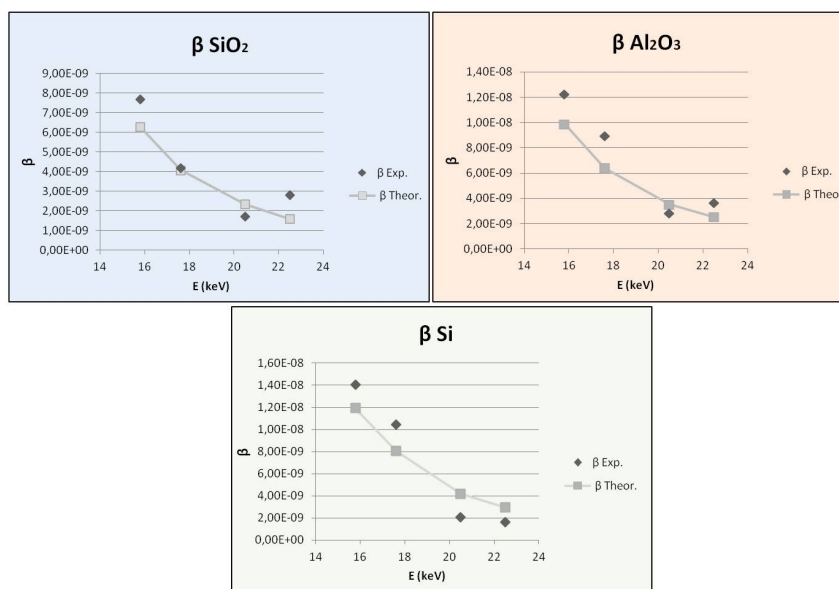 β SiO₂
9,00E-09
8,00E-09
7,00E-09
6,00E-09
5,00E-09
4,00E-09
3,00E-09
2,00E-09
1,00E-09
0,00E+00
β
14 16 18 20 22 24
E (keV)
β Exp.
β Theor.
β Al₂O₃
1,40E-08
1,20E-08
1,00E-08
8,00E-09
6,00E-09
4,00E-09
2,00E-09
0,00E+00
β
14 16 18 20 22 24
E (keV)
β Exp.
β Theo
β Si
1,60E-08
1,40E-08
1,20E-08
1,00E-08
8,00E-09
6,00E-09
4,00E-09
2,00E-09
0,00E+00
β
14 16 18 20 22 24
E (keV)
β Exp.
β Theor.